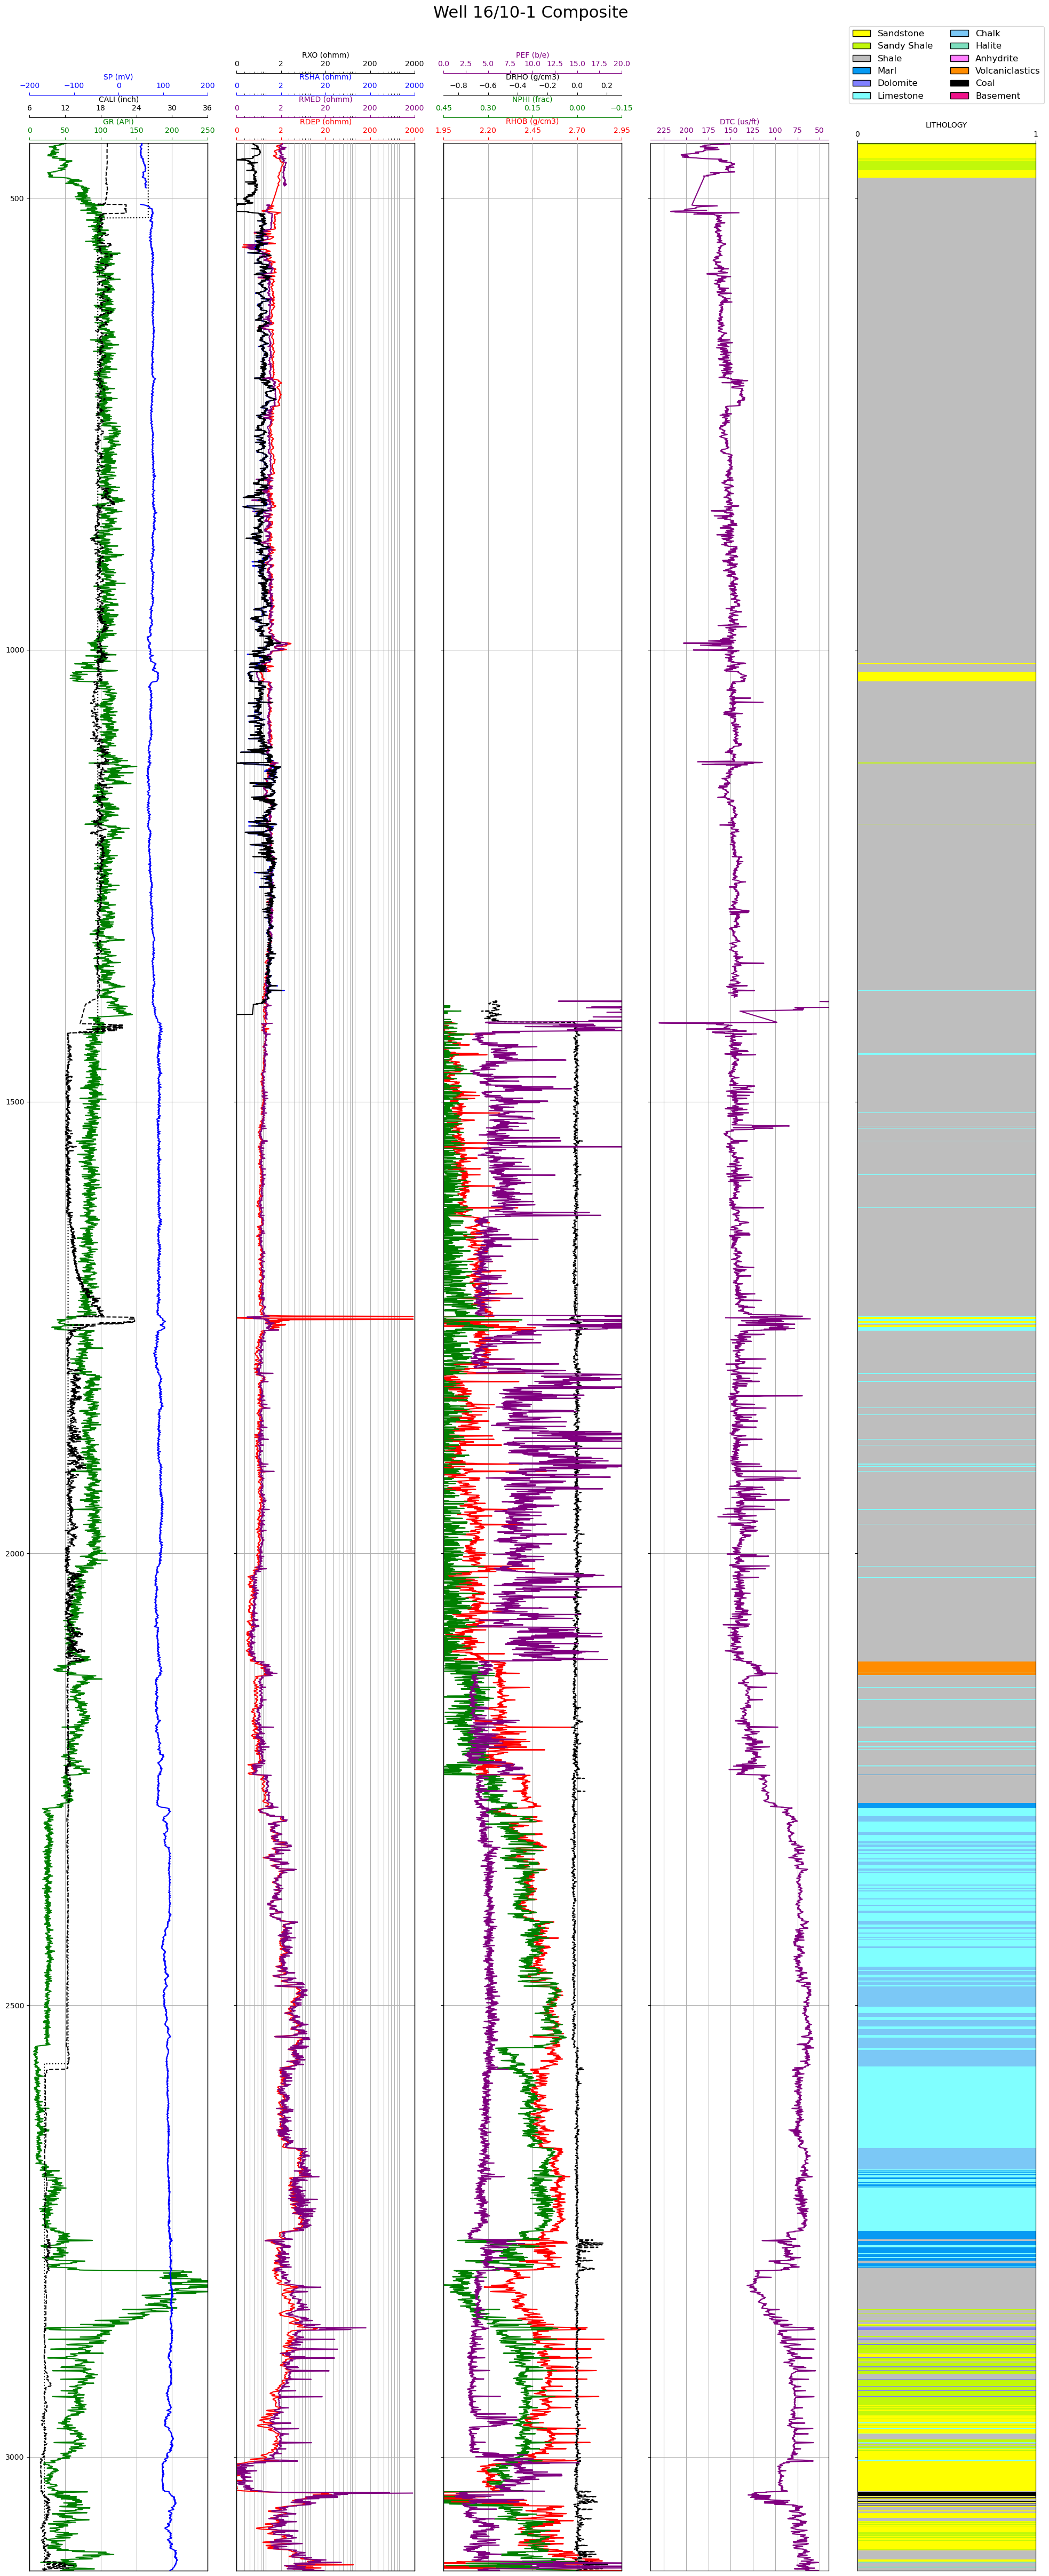 Well 16/10-1 Composite
Sandstone Chalk
Sandy Shale Halite
Shale Anhydrite
Marl Volcaniclastics
Dolomite Coal
Limestone Basement
RXO (ohmm) PEF (b/e)
0 2 20 200 2000 0.0 2.5 5.0 7.5 10.0 12.5 15.0 17.5 20.0
SP (mV) RSHA (ohmm) DRHO (g/cm3)
−200 −100 0 100 200 0 2 20 200 2000 −0.8 −0.6 −0.4 −0.2 0.0 0.2
CALI (inch) RMED (ohmm) NPHI (frac)
6 12 18 24 30 36 0 2 20 200 2000 0.45 0.30 0.15 0.00 −0.15
GR (API) RDEP (ohmm) RHOB (g/cm3) DTC (us/ft) LITHOLOGY
0 50 100 150 200 250 0 2 20 200 2000 1.95 2.20 2.45 2.70 2.95 225 200 175 150 125 100 75 50 0 1
500
1000
1500
2000
2500
3000